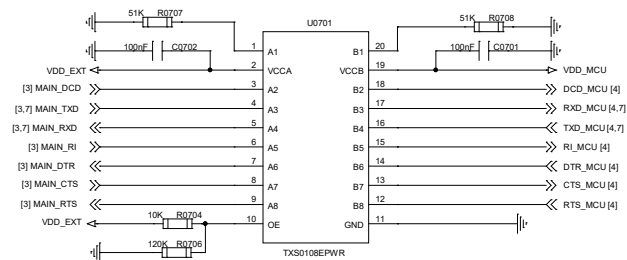 51K R0707
U0701
51K R0708
1 A1
B1 20
100nF C0702
100nF C0701
VDD_EXT 2 VCCA
VCCB 19 VDD_MCU
[3] MAIN_DCD 3 A2
B2 18 DCD_MCU [4]
[3,7] MAIN_TXD 4 A3
B3 17 RXD_MCU [4,7]
[3,7] MAIN_RXD 5 A4
B4 16 TXD_MCU [4,7]
[3] MAIN_RI 6 A5
B5 15 RI_MCU [4]
[3] MAIN_DTR 7 A6
B6 14 DTR_MCU [4]
[3] MAIN_CTS 8 A7
B7 13 CTS_MCU [4]
[3] MAIN_RTS 9 A8
B8 12 RTS_MCU [4]
VDD_EXT 10K R0704 10 OE
GND 11
120K R0706
TXS0108EPWR